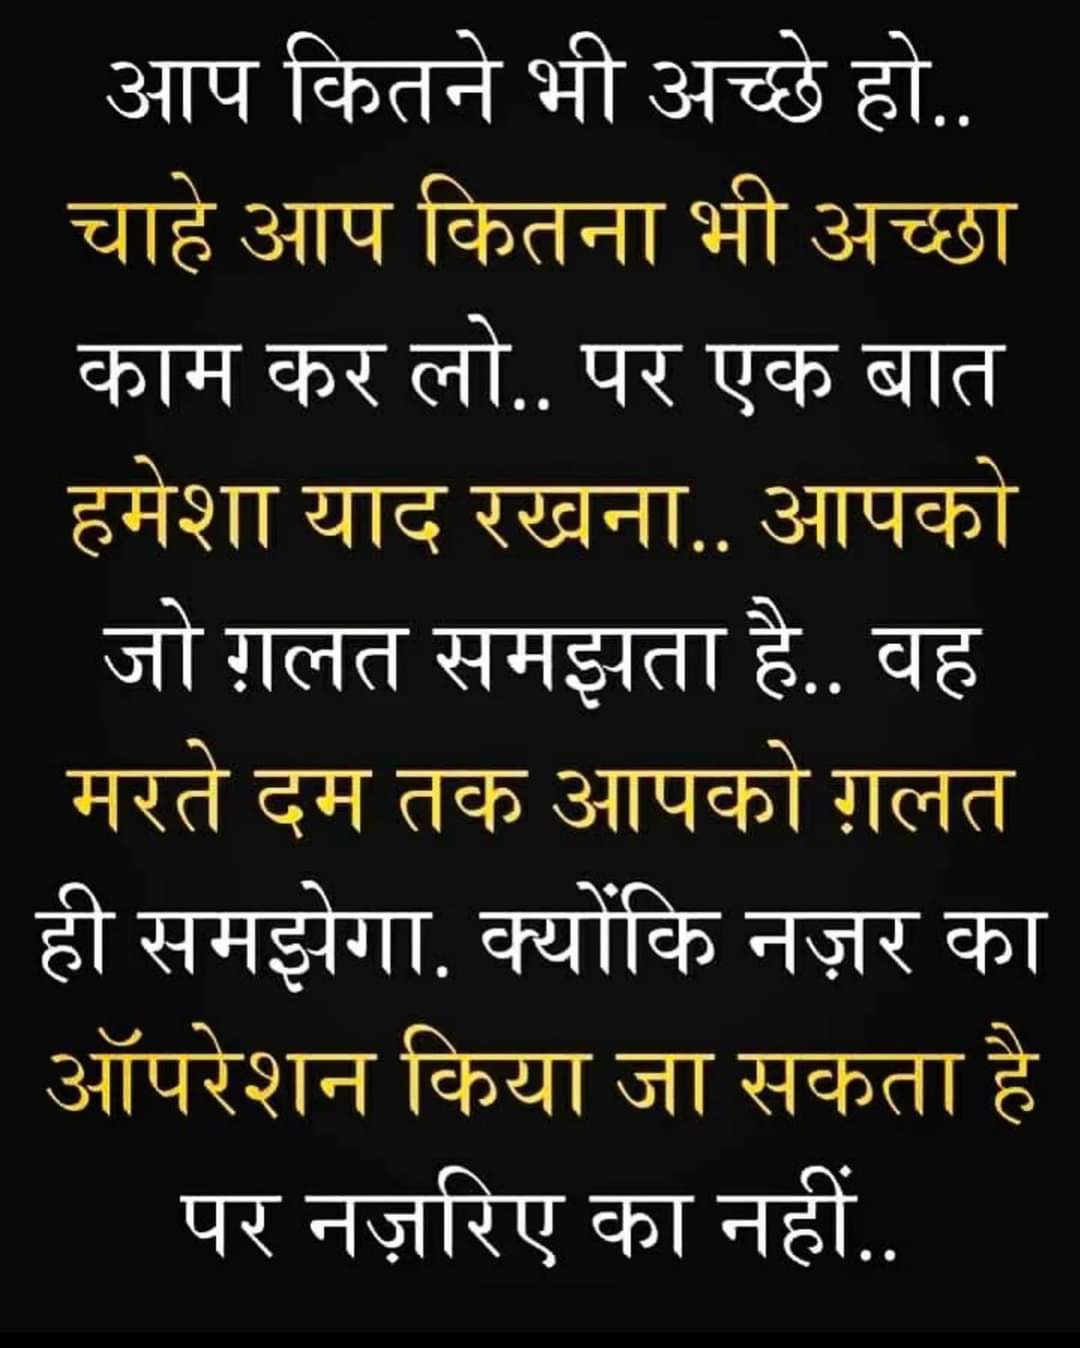 आप कितने भी अच्छे हो..
चाहे आप कितना भी अच्छा
काम कर लो.. पर एक बात
हमेशा याद रखना.. आपको
जो ग़लत समझता है.. वह
मरते दम तक आपको ग़लत
ही समझेगा. क्योंकि नज़र का
ऑपरेशन किया जा सकता है
पर नज़रिए का नहीं..